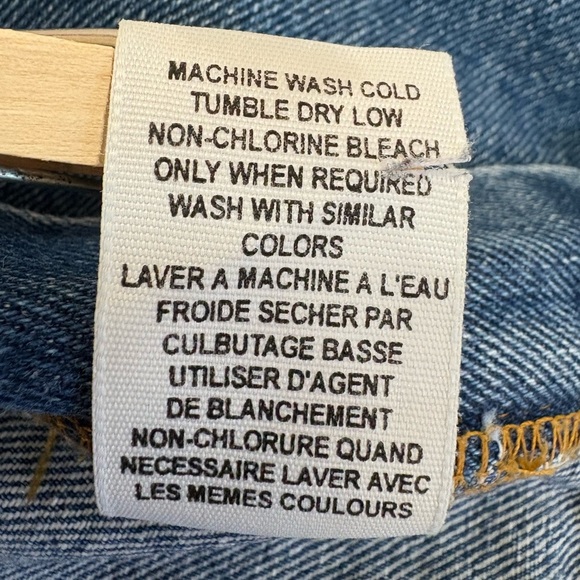 MACHINE WASH COLD
TUMBLE DRY LOW
NON-CHLORINE BLEACH
ONLY WHEN REQUIRED
WASH WITH SIMILAR
COLORS
LAVER A MACHINE A L'EAU
FROIDE SECHER PAR
CULBUTAGE BASSE
UTILISER D'AGENT
DE BLANCHEMENT
NON-CHLORURE QUAND
NECESSAIRE LAVER AVEC
LES MEMES COULOURS